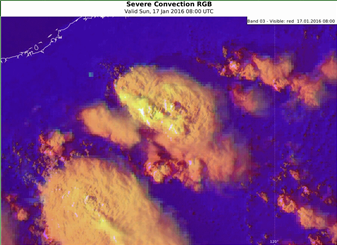 Severe Convection RGB
Valid Sun, 17 Jan 2016 08:00 UTC
Band 03 - Visible: red 17.01.2016 08:00